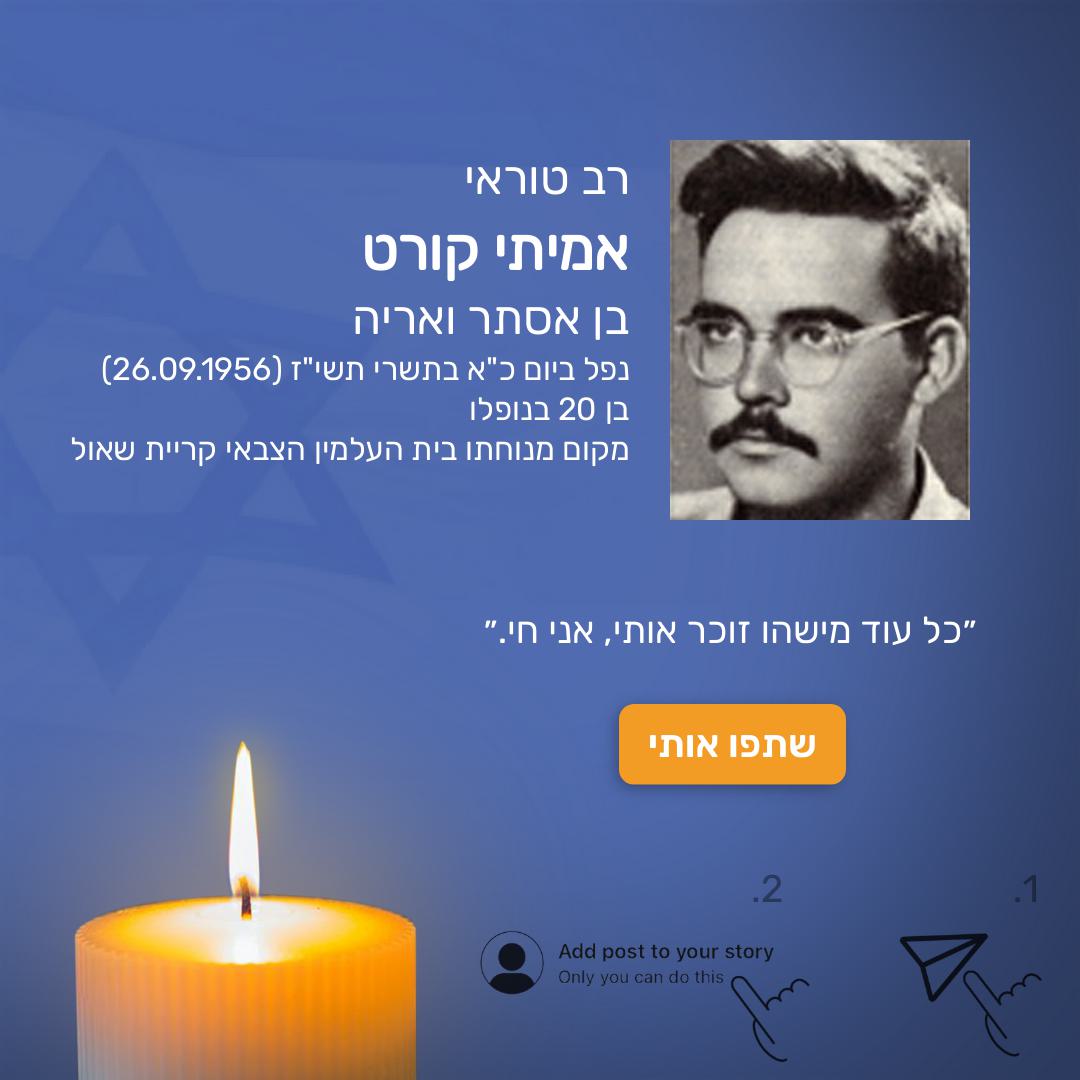 רב טוראי
אמיתי קורט
בן אסתר ואריה
נפל ביום כ"א בתשרי תשי"ז (26.09.1956)
בן 20 בנופלו
מקום מנוחתו בית העלמין הצבאי קריית שאול
״כל עוד מישהו זוכר אותי, אני חי.״
שתפו אותי
.1
.2
Add post to your story
Only you can do this